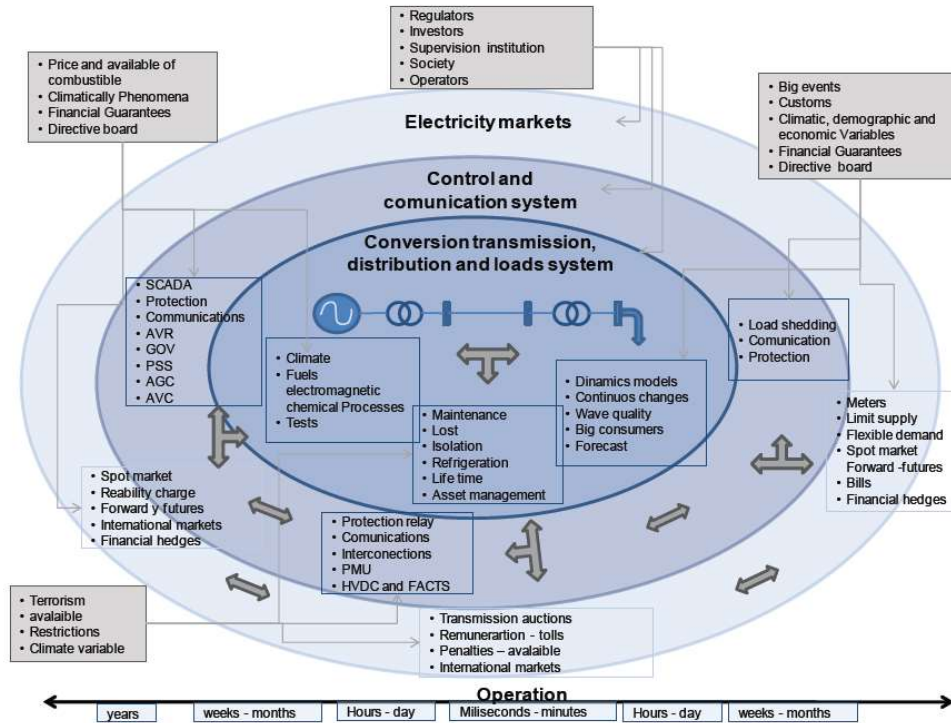 • Regulators
• Investors
• Supervision institution
• Society
• Operators
• Price and available of
combustible
• Climatically Phenomena
• Financial Guarantees
• Directive board
• Big events
• Customs
• Climatic, demographic and
economic Variables
• Financial Guarantees
• Directive board
Electricity markets
Control and
comunication system
Conversion transmission,
distribution and loads system
• SCADA
• Protection
• Communications
• AVR
• GOV
• PSS
• AGC
• AVC
• Climate
• Fuels
electromagnetic
chemical Processes
• Tests
• Maintenance
• Lost
• Isolation
• Refrigeration
• Life time
• Asset management
• Dinamics models
• Continuos changes
• Wave quality
• Big consumers
• Forecast
• Load shedding
• Comunication
• Protection
• Meters
• Limit supply
• Flexible demand
• Spot market
Forward -futures
• Bills
• Financial hedges
• Spot market
• Reability charge
• Forward y futures
• International markets
• Financial hedges
• Protection relay
• Comunications
• Interconections
• PMU
• HVDC and FACTS
• Terrorism
• avalaible
• Restrictions
• Climate variable
• Transmission auctions
• Remunerartion - tolls
• Penalties – avalaible
• International markets
Operation
years
weeks - months
Hours - day
Miliseconds - minutes
Hours - day
weeks - months